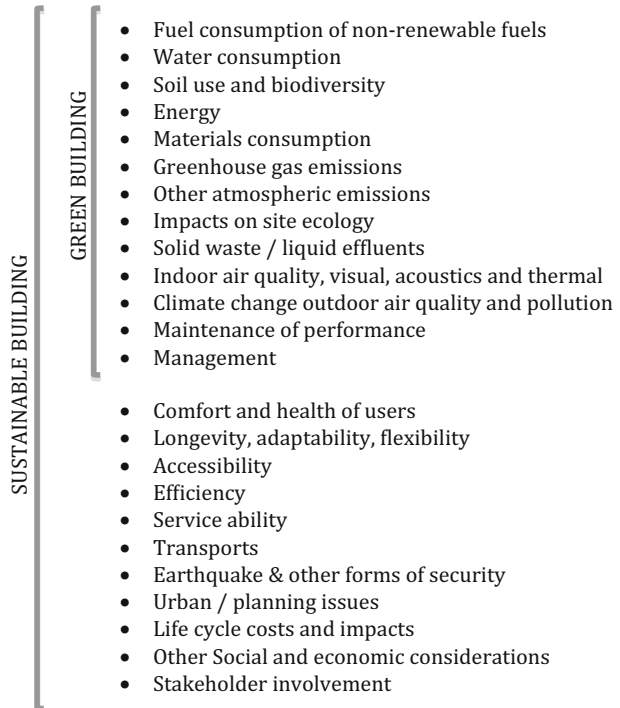 SUSTAINABLE BUILDING
GREEN BUILDING
• Fuel consumption of non-renewable fuels
• Water consumption
• Soil use and biodiversity
• Energy
• Materials consumption
• Greenhouse gas emissions
• Other atmospheric emissions
• Impacts on site ecology
• Solid waste / liquid effluents
• Indoor air quality, visual, acoustics and thermal
• Climate change outdoor air quality and pollution
• Maintenance of performance
• Management
• Comfort and health of users
• Longevity, adaptability, flexibility
• Accessibility
• Efficiency
• Service ability
• Transports
• Earthquake & other forms of security
• Urban / planning issues
• Life cycle costs and impacts
• Other Social and economic considerations
• Stakeholder involvement